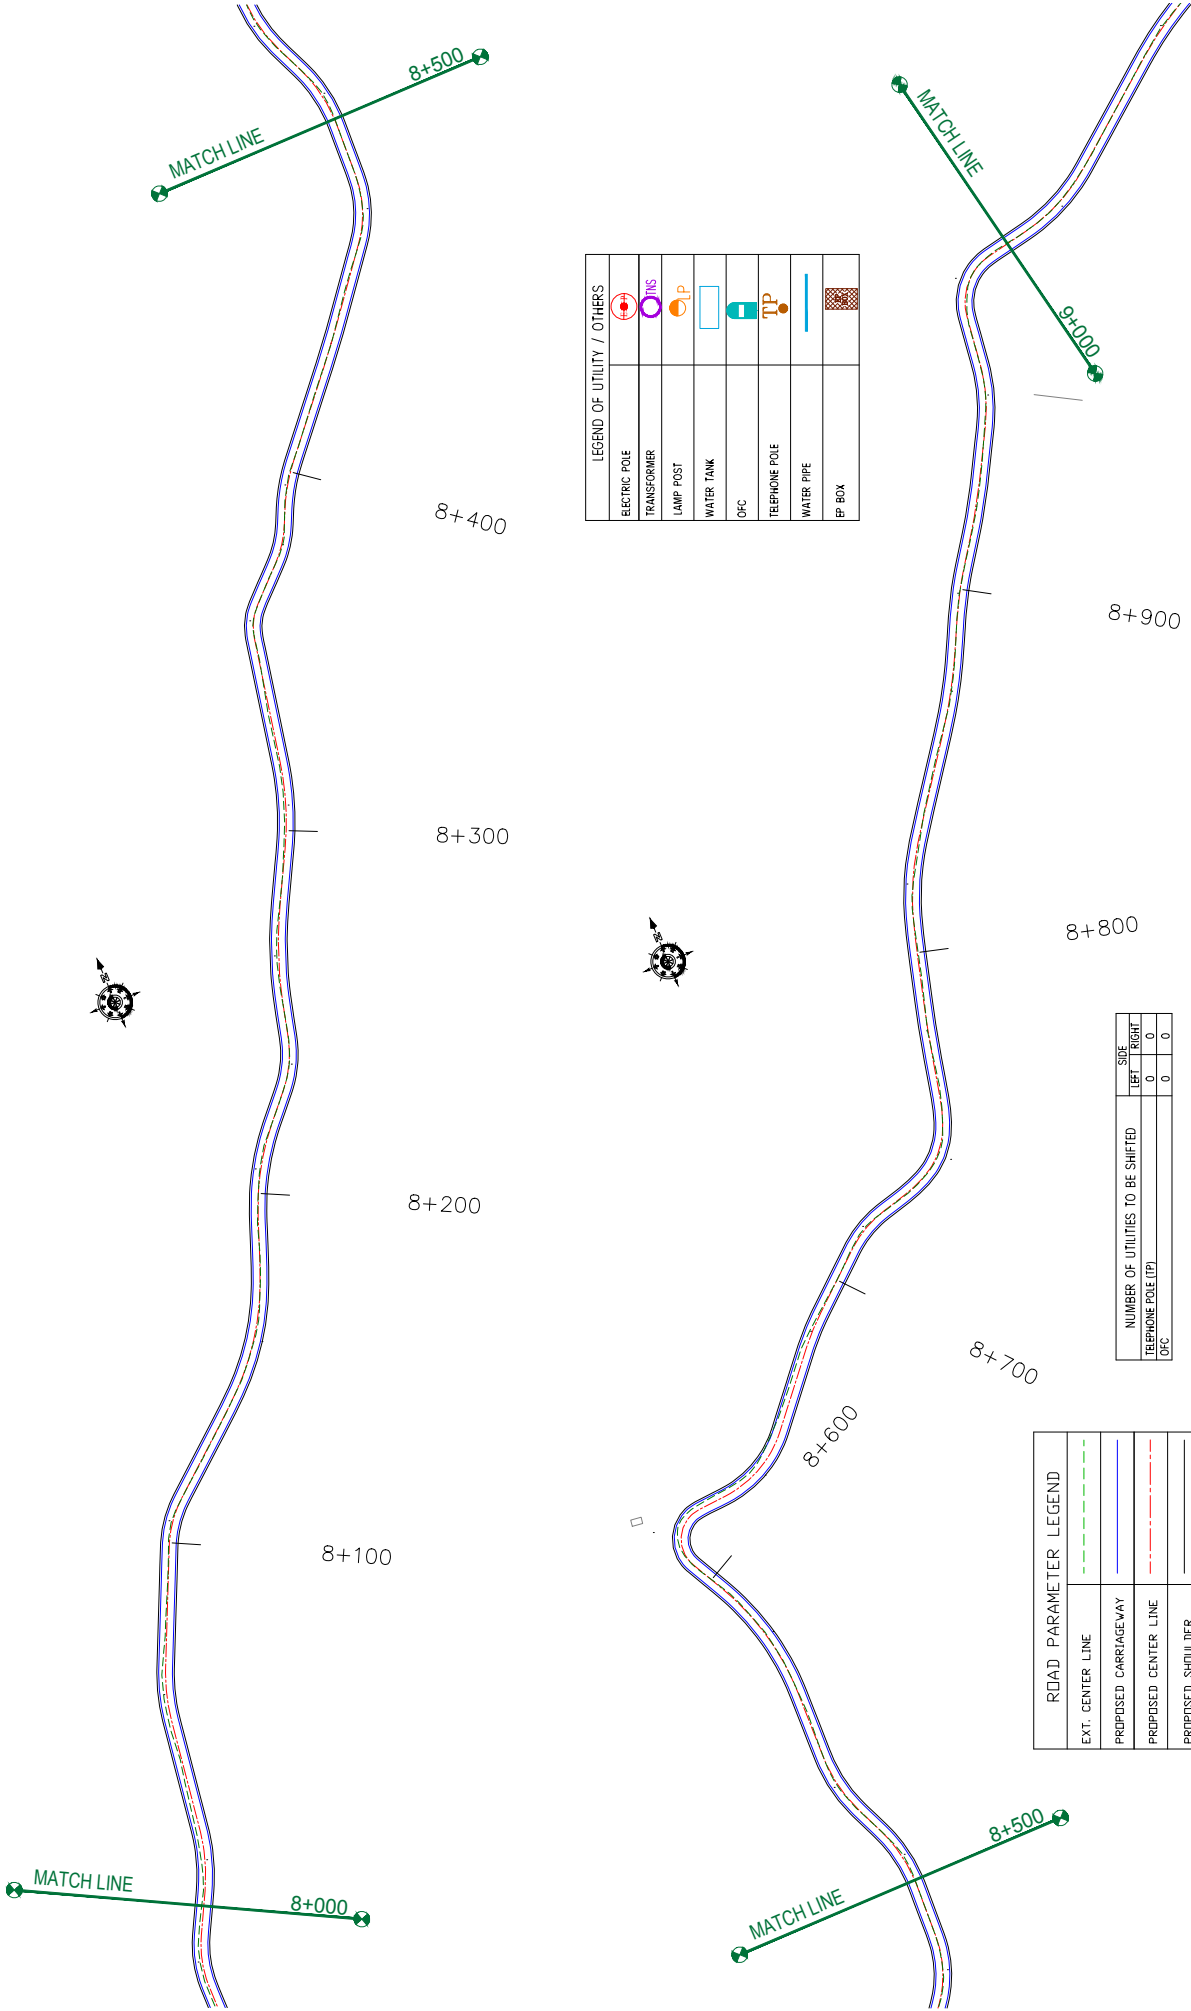 8+500
MATCH LINE
8+400
8+300
N
8+200
8+100
MATCH LINE
8+000
LEGEND OF UTILITY / OTHERS
ELECTRIC POLE
TRANSFORMER TNS
LAMP POST LP
WATER TANK
OFC
TELEPHONE POLE TP
WATER PIPE
EP BOX
MATCH LINE
9+000
8+900
8+800
N
8+700
8+600
8+500
MATCH LINE
NUMBER OF UTILITIES TO BE SHIFTED SIDE
LEFT RIGHT
TELEPHONE POLE (TP) 0 0
OFC 0 0
ROAD PARAMETER LEGEND
EXT. CENTER LINE
PROPOSED CARRIAGEWAY
PROPOSED CENTER LINE
PROPOSED SHOULDER